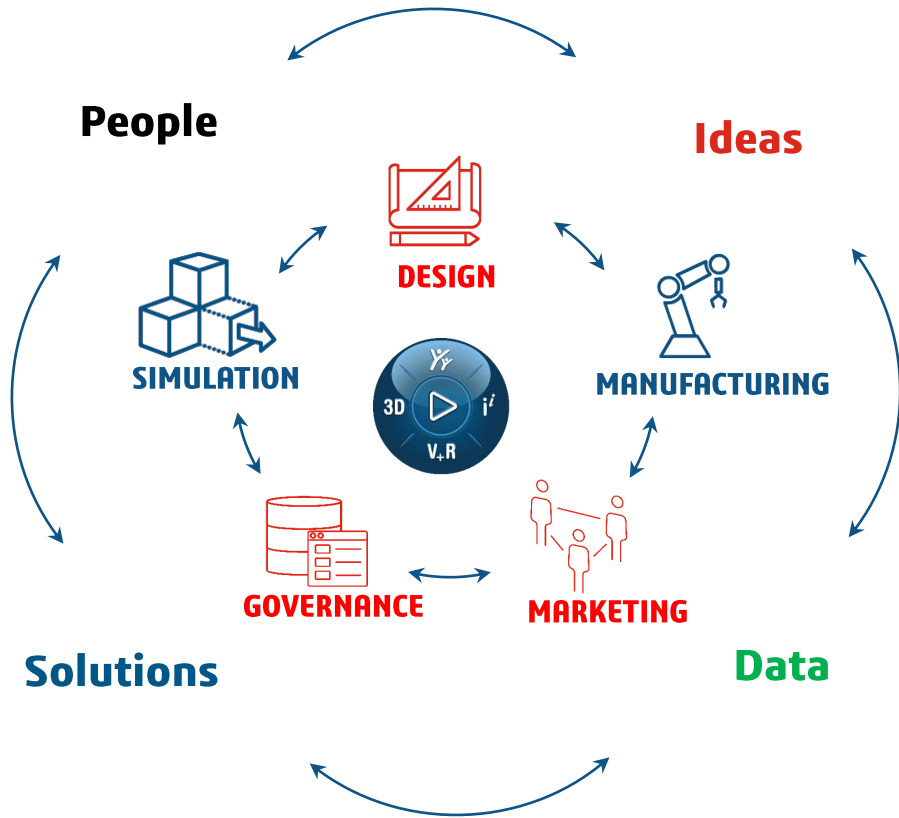 People
Ideas
DESIGN
SIMULATION
MANUFACTURING
3D
i i
V+R
GOVERNANCE
MARKETING
Solutions
Data